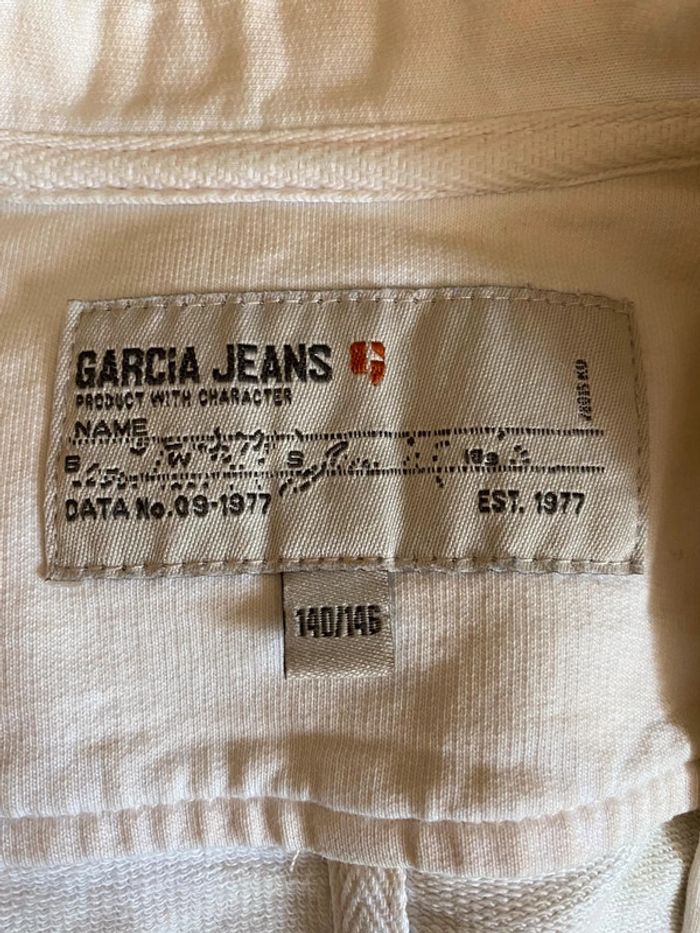 GARCIA JEANS
PRODUCT WITH CHARACTER
NAME
DATA No.09-1977
EST. 1977
140/146